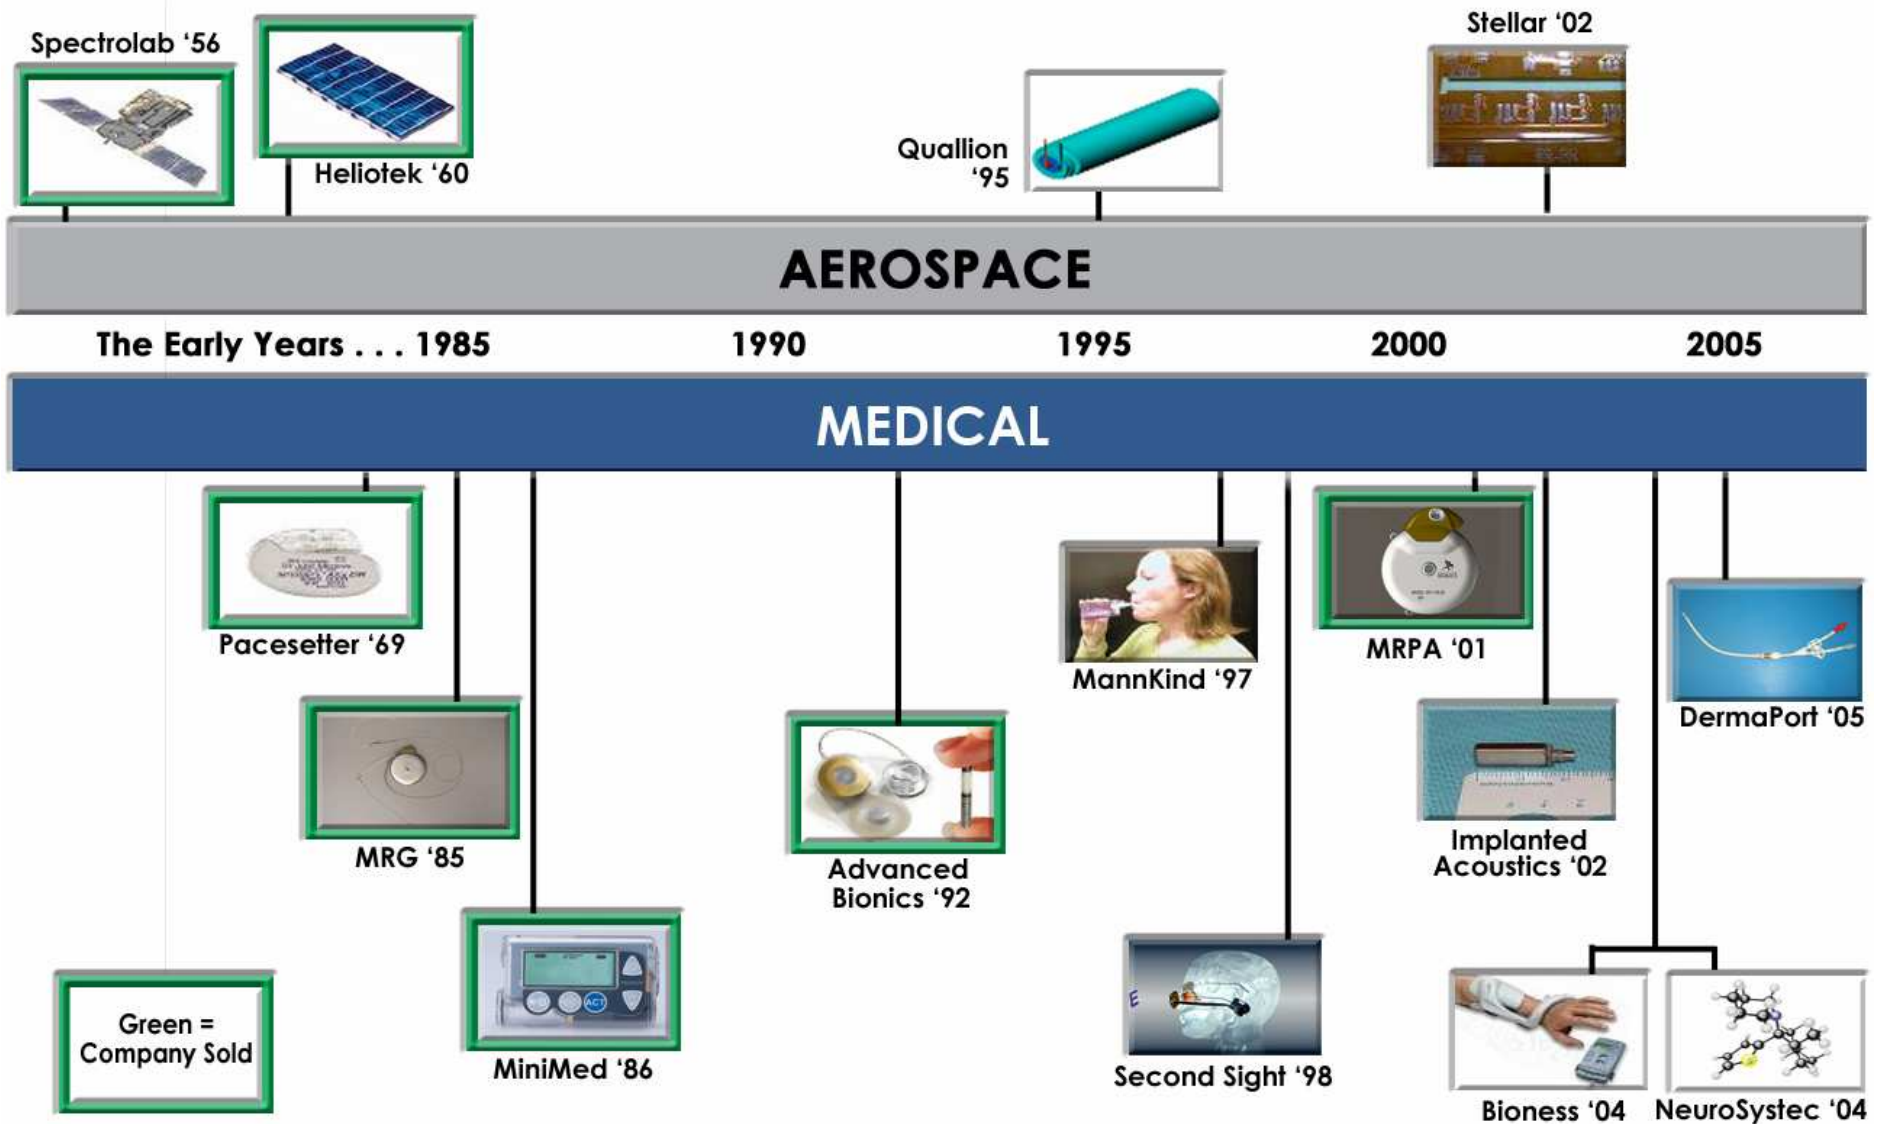 Spectrolab ‘56
Heliotek ‘60
Quallion
‘95
Stellar ‘02
AEROSPACE
The Early Years . . . 1985
1990
1995
2000
2005
MEDICAL
Pacesetter ‘69
MRG ‘85
MiniMed ‘86
Advanced
Bionics ‘92
MannKind ‘97
Second Sight ‘98
MRPA ‘01
Implanted
Acoustics ‘02
DermaPort ‘05
Bioness ‘04
NeuroSystec ‘04
Green =
Company Sold
ACT
E